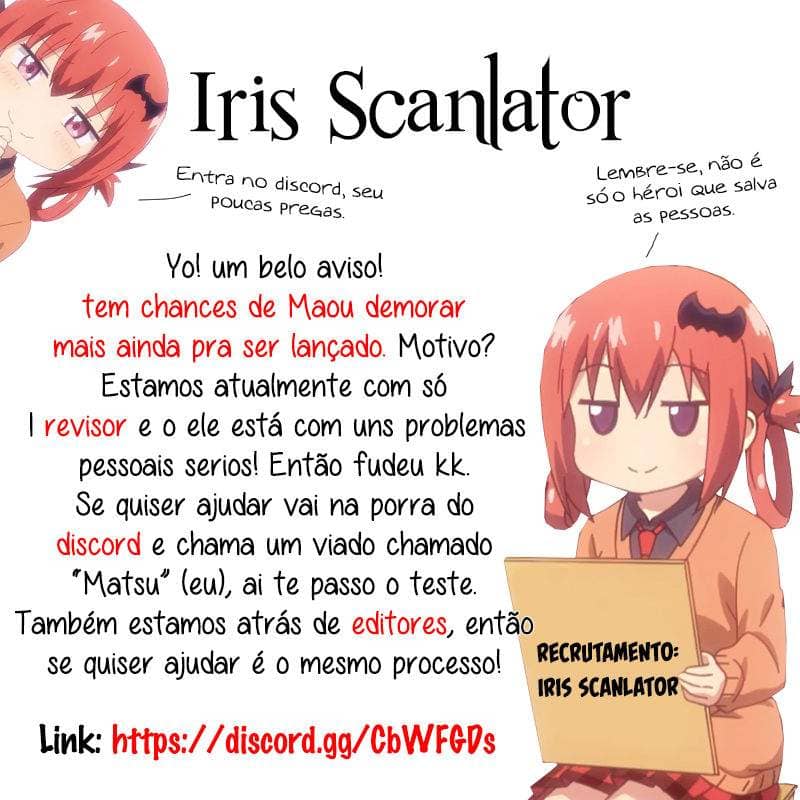 Iris Scanlator
Entra no discord, seu
poucas pregas.
Lembre-se, não é
só o héroi que salva
as pessoas.
Yo! um belo aviso!
tem chances de Maou demorar
mais ainda pra ser lançado. Motivo?
Estamos atualmente com só
1 revisor e o ele está com uns problemas
pessoais serios! Então fudeu kk.
Se quiser ajudar vai na porra do
discord e chama um viado chamado
"Matsu" (eu), ai te passo o teste.
Também estamos atrás de editores, então
se quiser ajudar é o mesmo processo!
RECRUTAMENTO:
IRIS SCANLATOR
Link: https://discord.gg/CbWFGDs